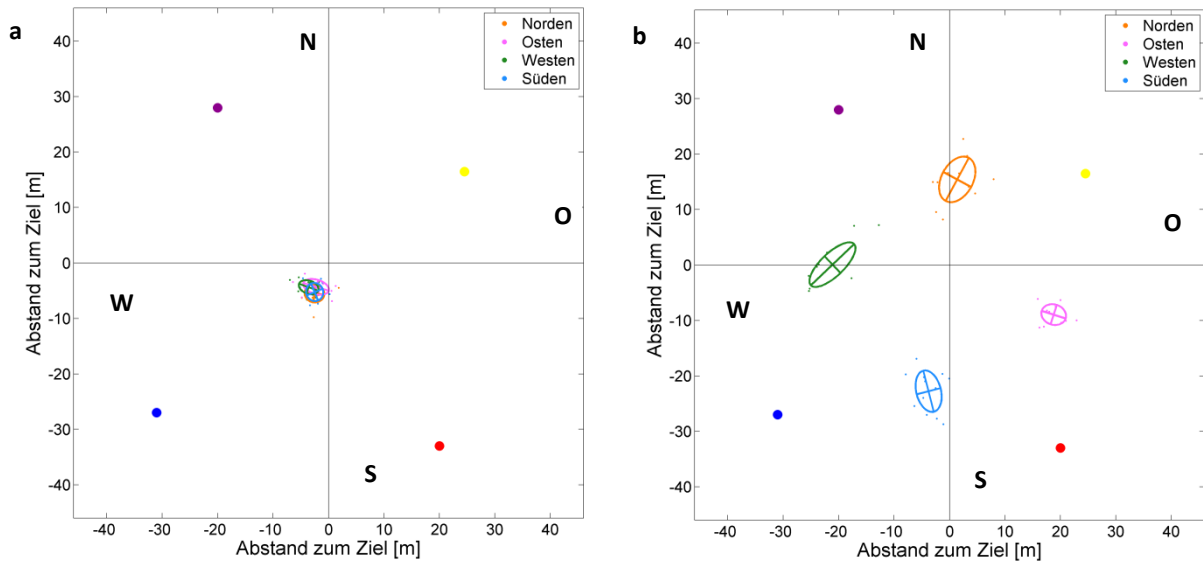 a
N
Norden
Osten
Westen
Süden
40
30
20
10
0
-10
-20
-30
-40
Abstand zum Ziel [m]
O
W
S
-40 -30 -20 -10 0 10 20 30 40
Abstand zum Ziel [m]
b
N
Norden
Osten
Westen
Süden
40
30
20
10
0
-10
-20
-30
-40
Abstand zum Ziel [m]
O
W
S
-40 -30 -20 -10 0 10 20 30 40
Abstand zum Ziel [m]